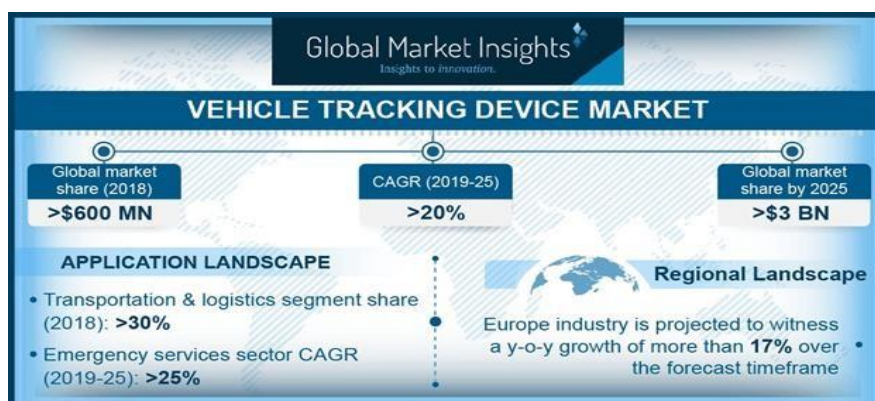 Global Market Insights
Insights to innovation.
VEHICLE TRACKING DEVICE MARKET
Global market
share (2018)
>$600 MN
CAGR (2019-25)
>20%
Global market
share by 2025
>$3 BN
APPLICATION LANDSCAPE
• Transportation & logistics segment share
(2018): >30%
• Emergency services sector CAGR
(2019-25): >25%
Regional Landscape
Europe industry is projected to witness
a y-o-y growth of more than 17% over •
the forecast timeframe